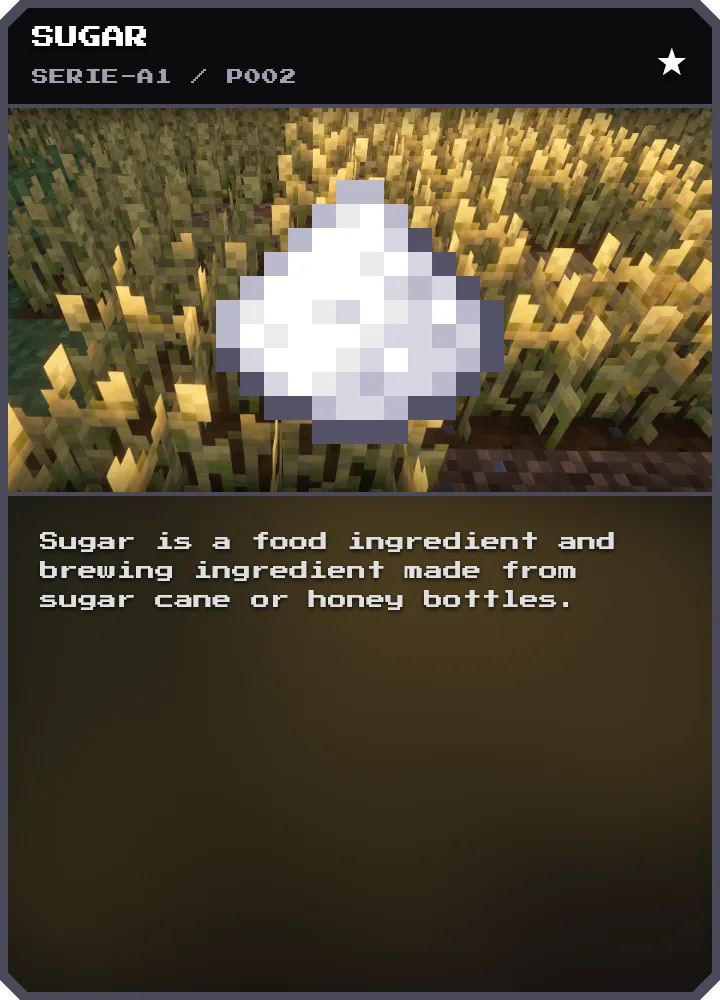 SUGAR
SERIE-A1 / P002
Sugar is a food ingredient and
brewing ingredient made from
sugar cane or honey bottles.